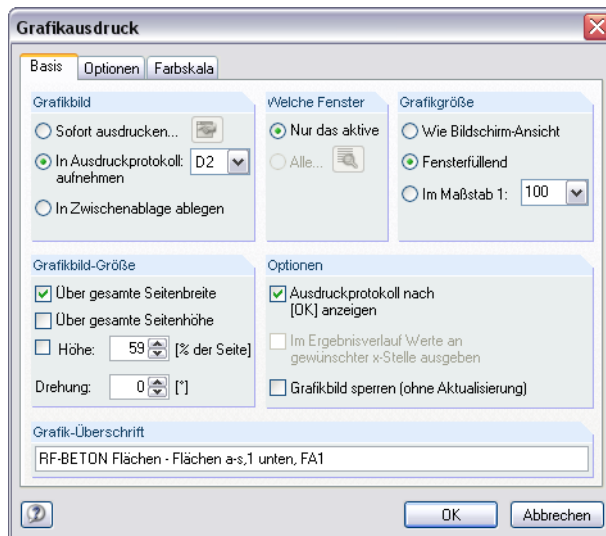 Grafikausdruck
Basis
Optionen
Farbskala
Grafikbild
Sofort ausdrucken...
In Ausdruckprotokoll: D2
aufnehmen
In Zwischenablage ablegen
Welche Fenster
Nur das aktive
Alle...
Grafikgröße
Wie Bildschirm-Ansicht
Fensterfüllend
Im Maßstab 1: 100
Grafikbild-Größe
Über gesamte Seitenbreite
Über gesamte Seitenhöhe
Höhe: 59 [% der Seite]
Drehung: 0 [°]
Optionen
Ausdruckprotokoll nach
[OK] anzeigen
Im Ergebnisverlauf Werte an
gewünschter x-Stelle ausgeben
Grafikbild sperren (ohne Aktualisierung)
Grafik-Überschrift
RF-BETON Flächen - Flächen a-s,1 unten, FA1
OK
Abbrechen